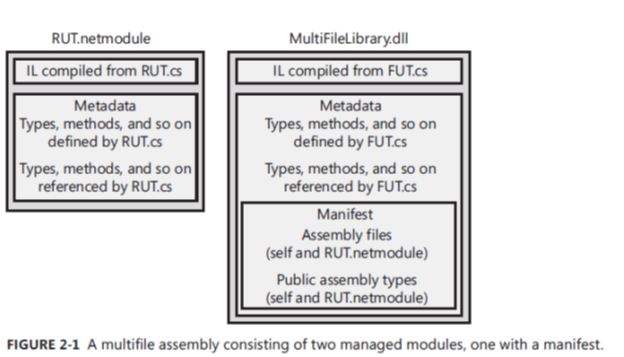 RUT.netmodule
IL compiled from RUT.cs
Metadata
Types, methods, and so on
defined by RUT.cs
Types, methods, and so on
referenced by RUT.cs
MultiFileLibrary.dll
IL compiled from FUT.cs
Metadata
Types, methods, and so on
defined by FUT.cs
Types, methods, and so on
referenced by FUT.cs
Manifest
Assembly files
(self and RUT.netmodule)
Public assembly types
(self and RUT.netmodule)
FIGURE 2-1 A multifile assembly consisting of two managed modules, one with a manifest.